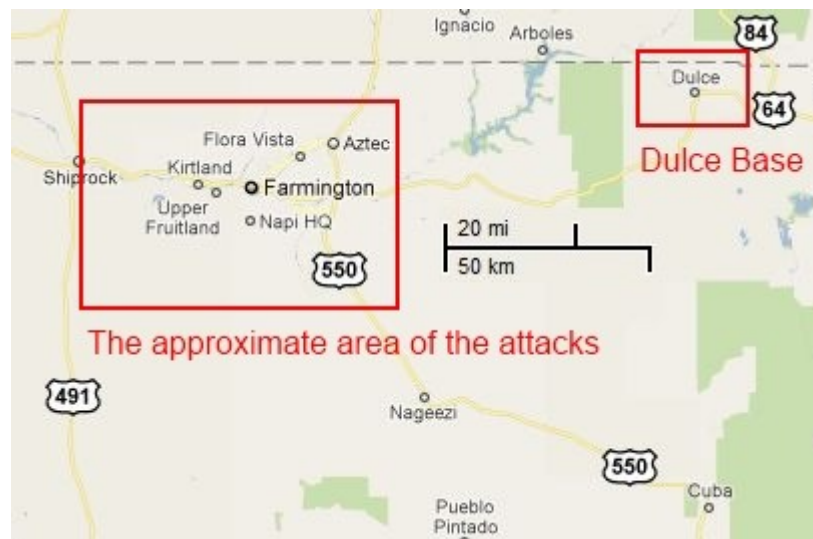 Ignacio
Arboles
84
Dulce
64
Dulce Base
Flora Vista
Aztec
Kirtland
Shiprock
Farmington
Upper
Fruitland
Napi HQ
20 mi
50 km
550
The approximate area of the attacks
491
Nageezi
550
Cuba
Pueblo
Pintado